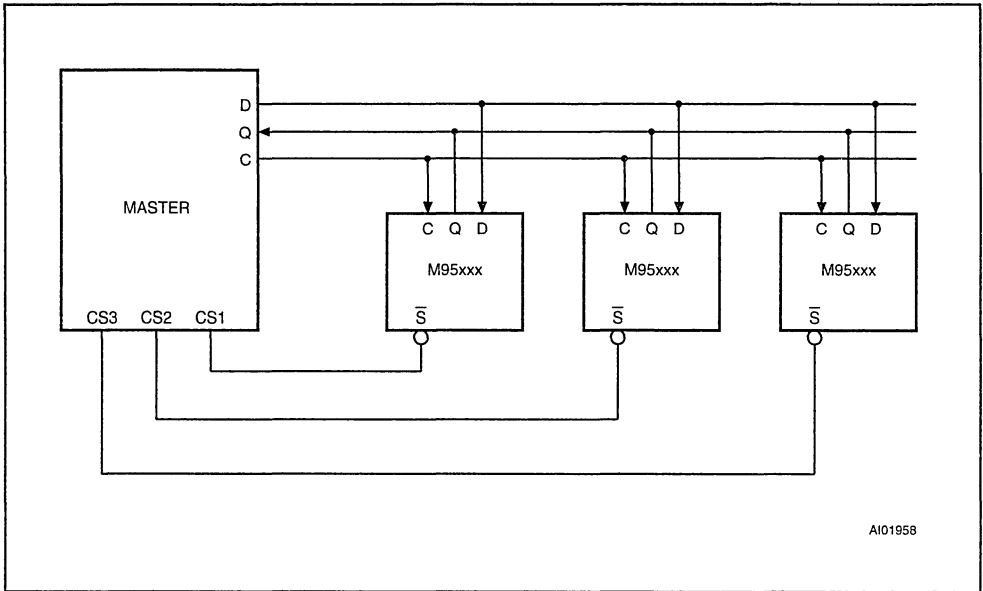 D
Q
C
MASTER
CS3 CS2 CS1
C Q D
M95xxx
S̅
C Q D
M95xxx
S̅
C Q D
M95xxx
S̅
AI01958